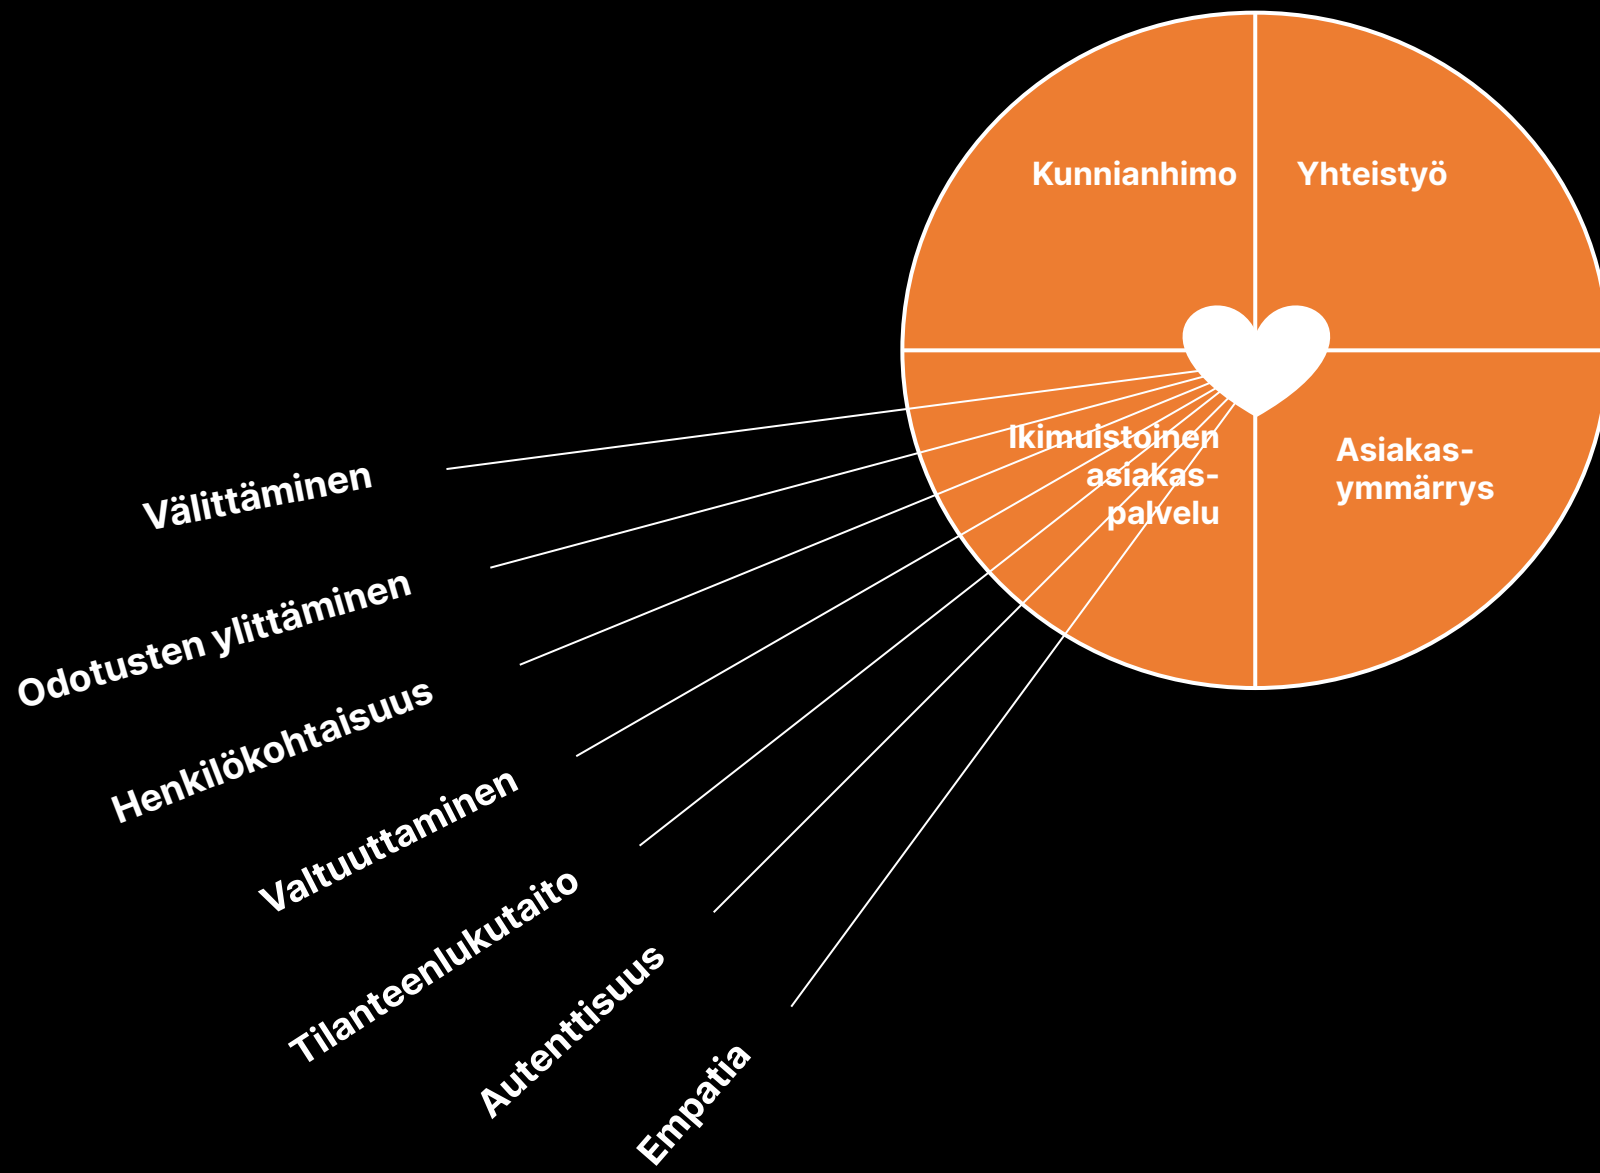 Kunnianhimo
Yhteistyö
Ikimuistoinen
asiakas-
palvelu
Asiakas-
ymmärrys
Välittäminen
Odotusten ylittäminen
Henkilökohtaisuus
Valtuuttaminen
Tilanteenlukutaito
Autenttisuus
Empatia